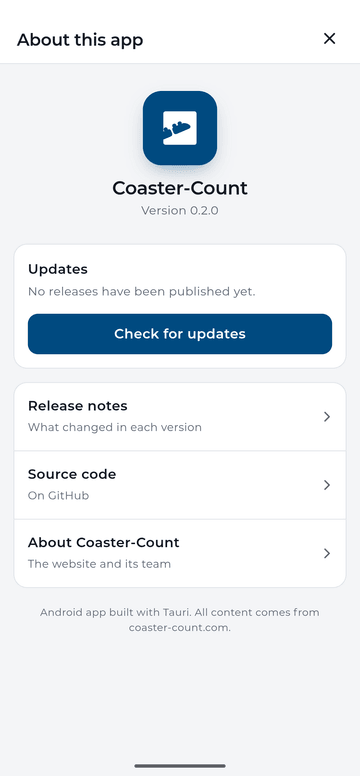 About this app
Coaster-Count
Version 0.2.0
Updates
No releases have been published yet.
Check for updates
Release notes
What changed in each version
Source code
On GitHub
About Coaster-Count
The website and its team
Android app built with Tauri. All content comes from
coaster-count.com.